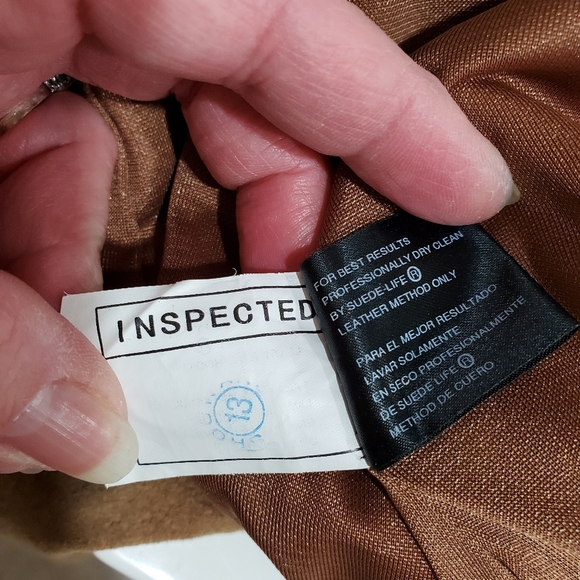 INSPECTED
13
FOR BEST RESULTS
PROFESSIONALLY DRY CLEAN
BY SUEDE-LIFE®
LEATHER METHOD ONLY
PARA EL MEJOR RESULTADO
LAVAR SOLAMENTE
EN SECO PROFESIONALMENTE
DE SUEDE LIFE®
METHOD DE CUERO